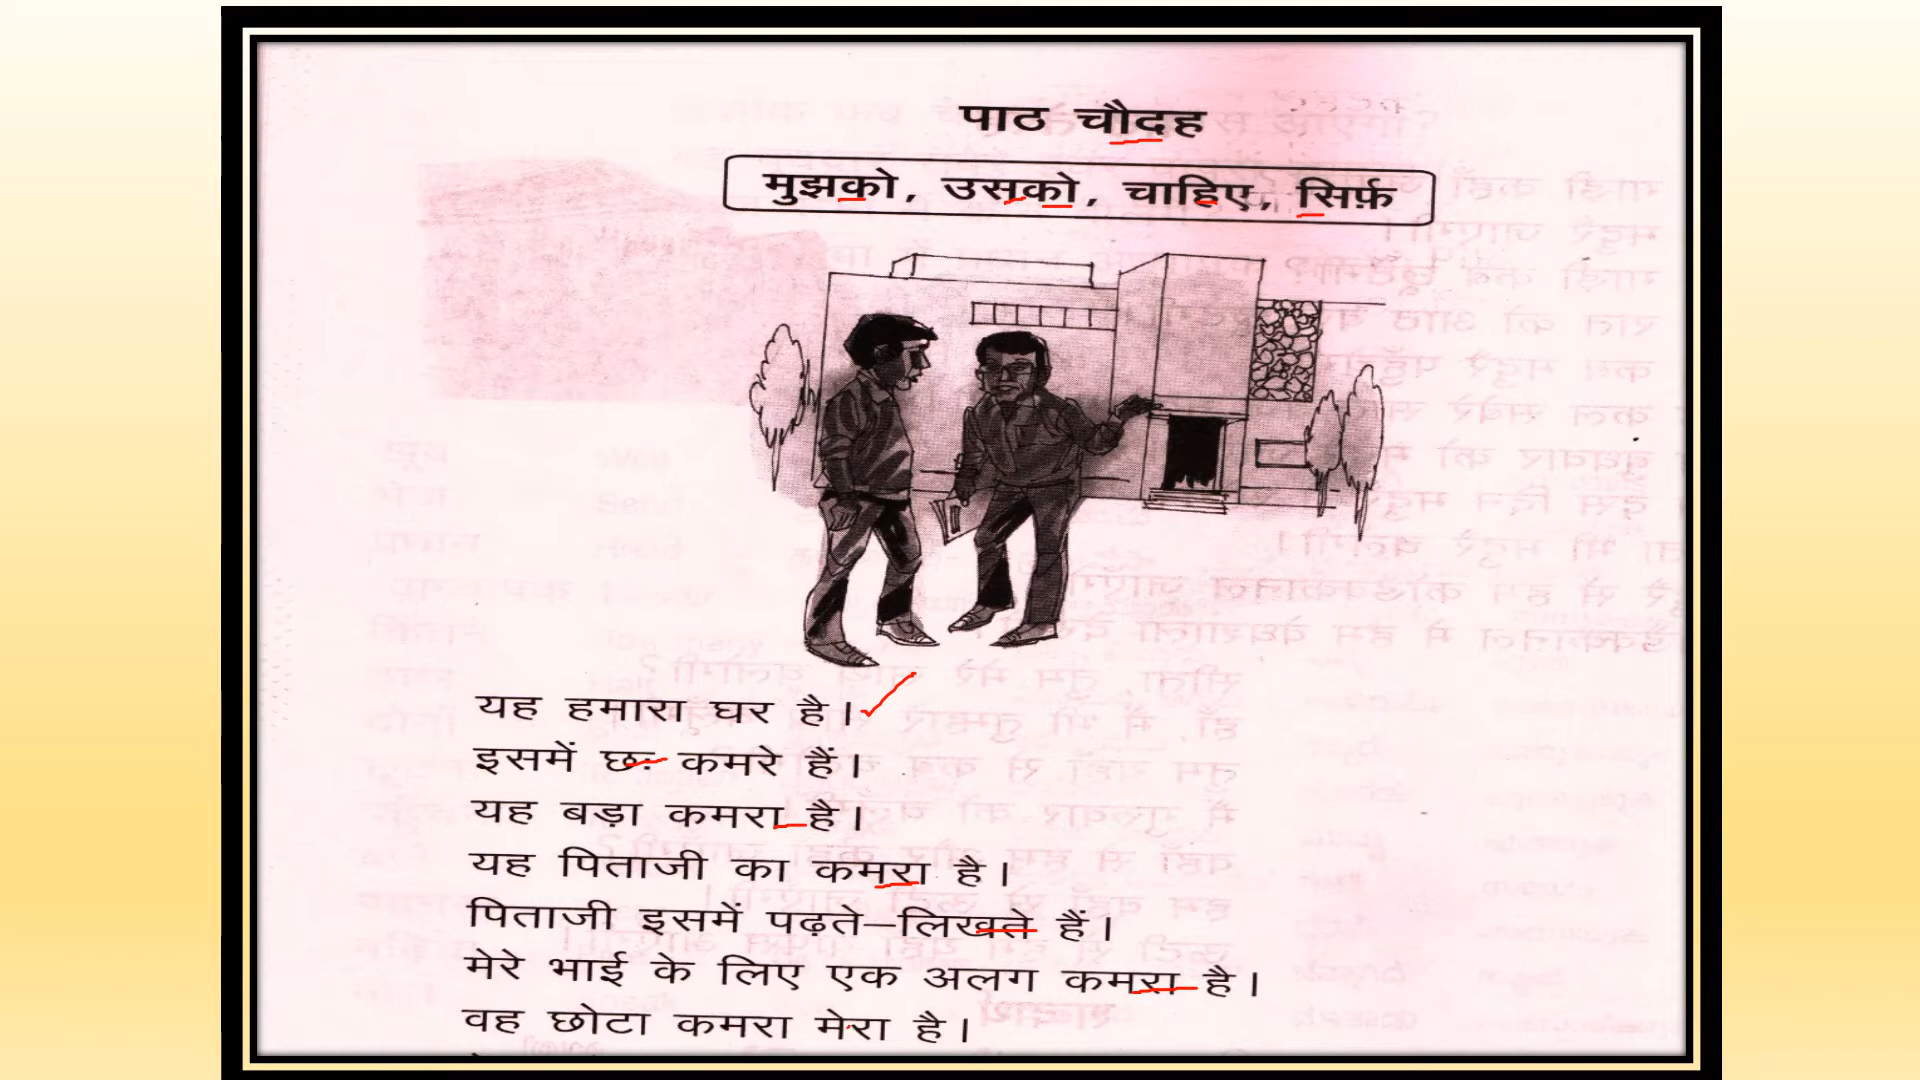 पाठ चौदह
मुझको, उसको, चाहिए, सिर्फ़
यह हमारा घर है।
इसमें छः कमरे हैं।
यह बड़ा कमरा है।
यह पिताजी का कमरा है।
पिताजी इसमें पढ़ते–लिखते हैं।
मेरे भाई के लिए एक अलग कमरा है।
वह छोटा कमरा मेरा है।